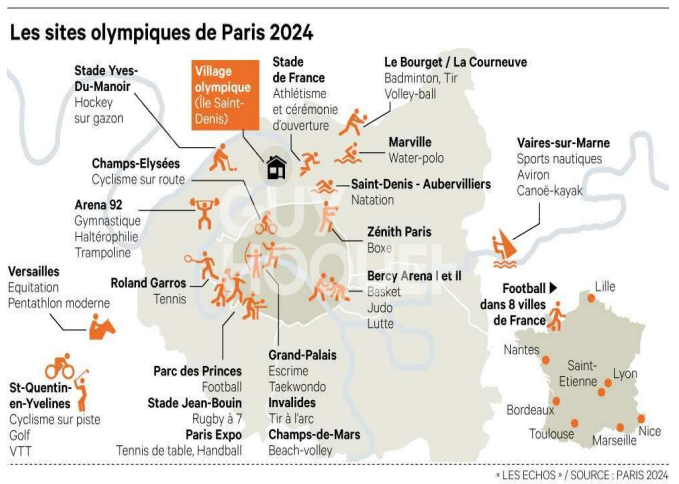 Les sites olympiques de Paris 2024
Stade Yves-
Du-Manoir
Hockey
sur gazon
Village
olympique
(Île Saint-
Denis)
Stade
de France
Athlétisme
et cérémonie
d'ouverture
Le Bourget / La Courneuve
Badminton, Tir
Volley-ball
Marville
Water-polo
Vaires-sur-Marne
Sports nautiques
Aviron
Canoë-kayak
Champs-Elysées
Cyclisme sur route
Saint-Denis - Aubervilliers
Natation
Arena 92
Gymnastique
Haltérophilie
Trampoline
GUY
HOQUET
Zénith Paris
Boxe
Versailles
Equitation
Pentathlon moderne
Roland Garros
Tennis
Bercy Arena I et II
Basket
Judo
Lutte
Football
dans 8 villes
de France
Lille
Nantes
Saint-
Etienne
Lyon
Bordeaux
Toulouse
Marseille
Nice
St-Quentin-
en-Yvelines
Cyclisme sur piste
Golf
VTT
Parc des Princes
Football
Stade Jean-Bouin
Rugby à 7
Paris Expo
Tennis de table, Handball
Grand-Palais
Escrime
Taekwondo
Invalides
Tir à l'arc
Champs-de-Mars
Beach-volley
« LES ECHOS » / SOURCE : PARIS 2024